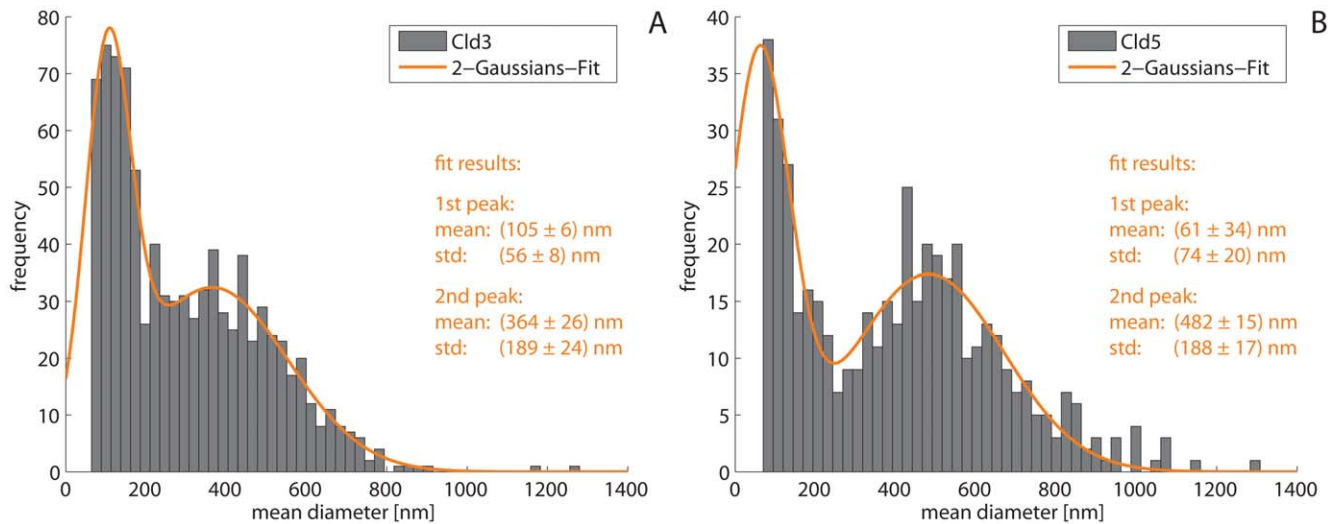 A
80
70
60
50
40
30
20
10
0
frequency
0 200 400 600 800 1000 1200 1400
mean diameter [nm]
Cld3
2−Gaussians−Fit
fit results:
1st peak:
mean: (105 ± 6) nm
std: (56 ± 8) nm
2nd peak:
mean: (364 ± 26) nm
std: (189 ± 24) nm
B
40
35
30
25
20
15
10
5
0
frequency
0 200 400 600 800 1000 1200 1400
mean diameter [nm]
Cld5
2−Gaussians−Fit
fit results:
1st peak:
mean: (61 ± 34) nm
std: (74 ± 20) nm
2nd peak:
mean: (482 ± 15) nm
std: (188 ± 17) nm